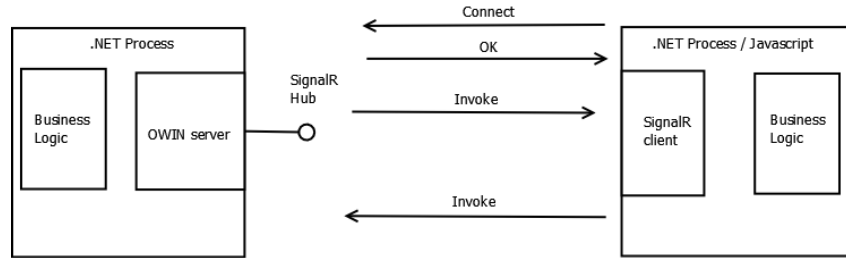 Connect
.NET Process
OK
.NET Process / Javascript
SignalR
Hub
Invoke
Business
Logic
OWIN server
SignalR
client
Business
Logic
Invoke